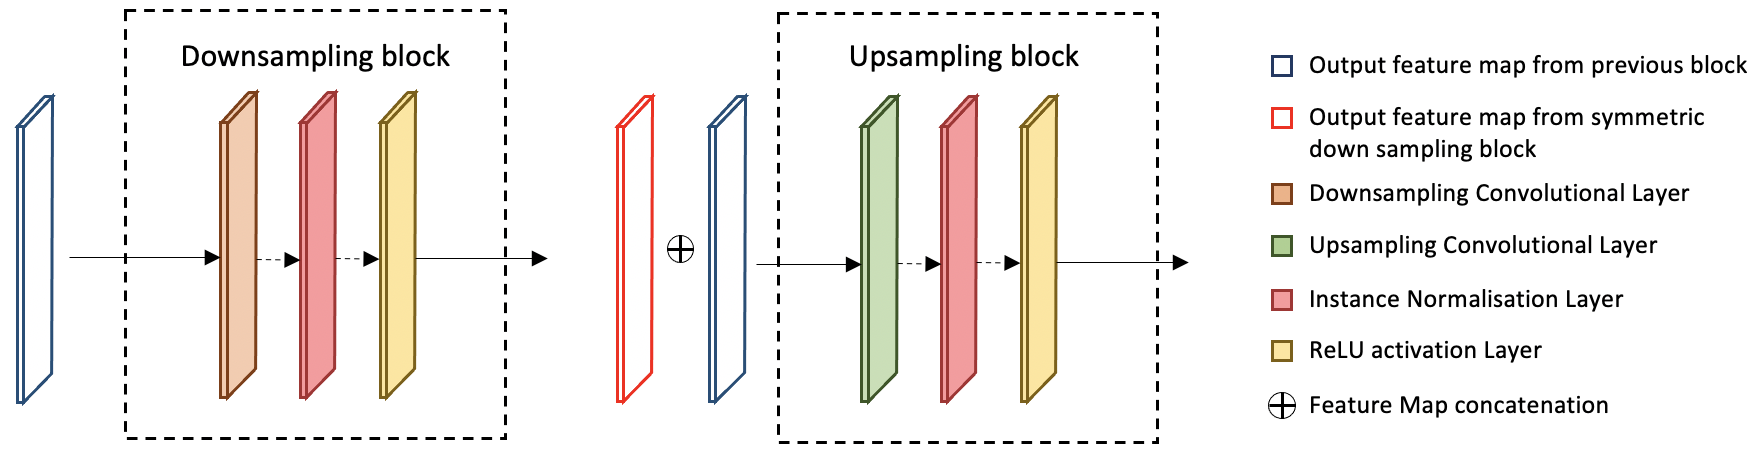 Downsampling block
Upsampling block
Output feature map from previous block
Output feature map from symmetric
down sampling block
Downsampling Convolutional Layer
Upsampling Convolutional Layer
Instance Normalisation Layer
ReLU activation Layer
Feature Map concatenation